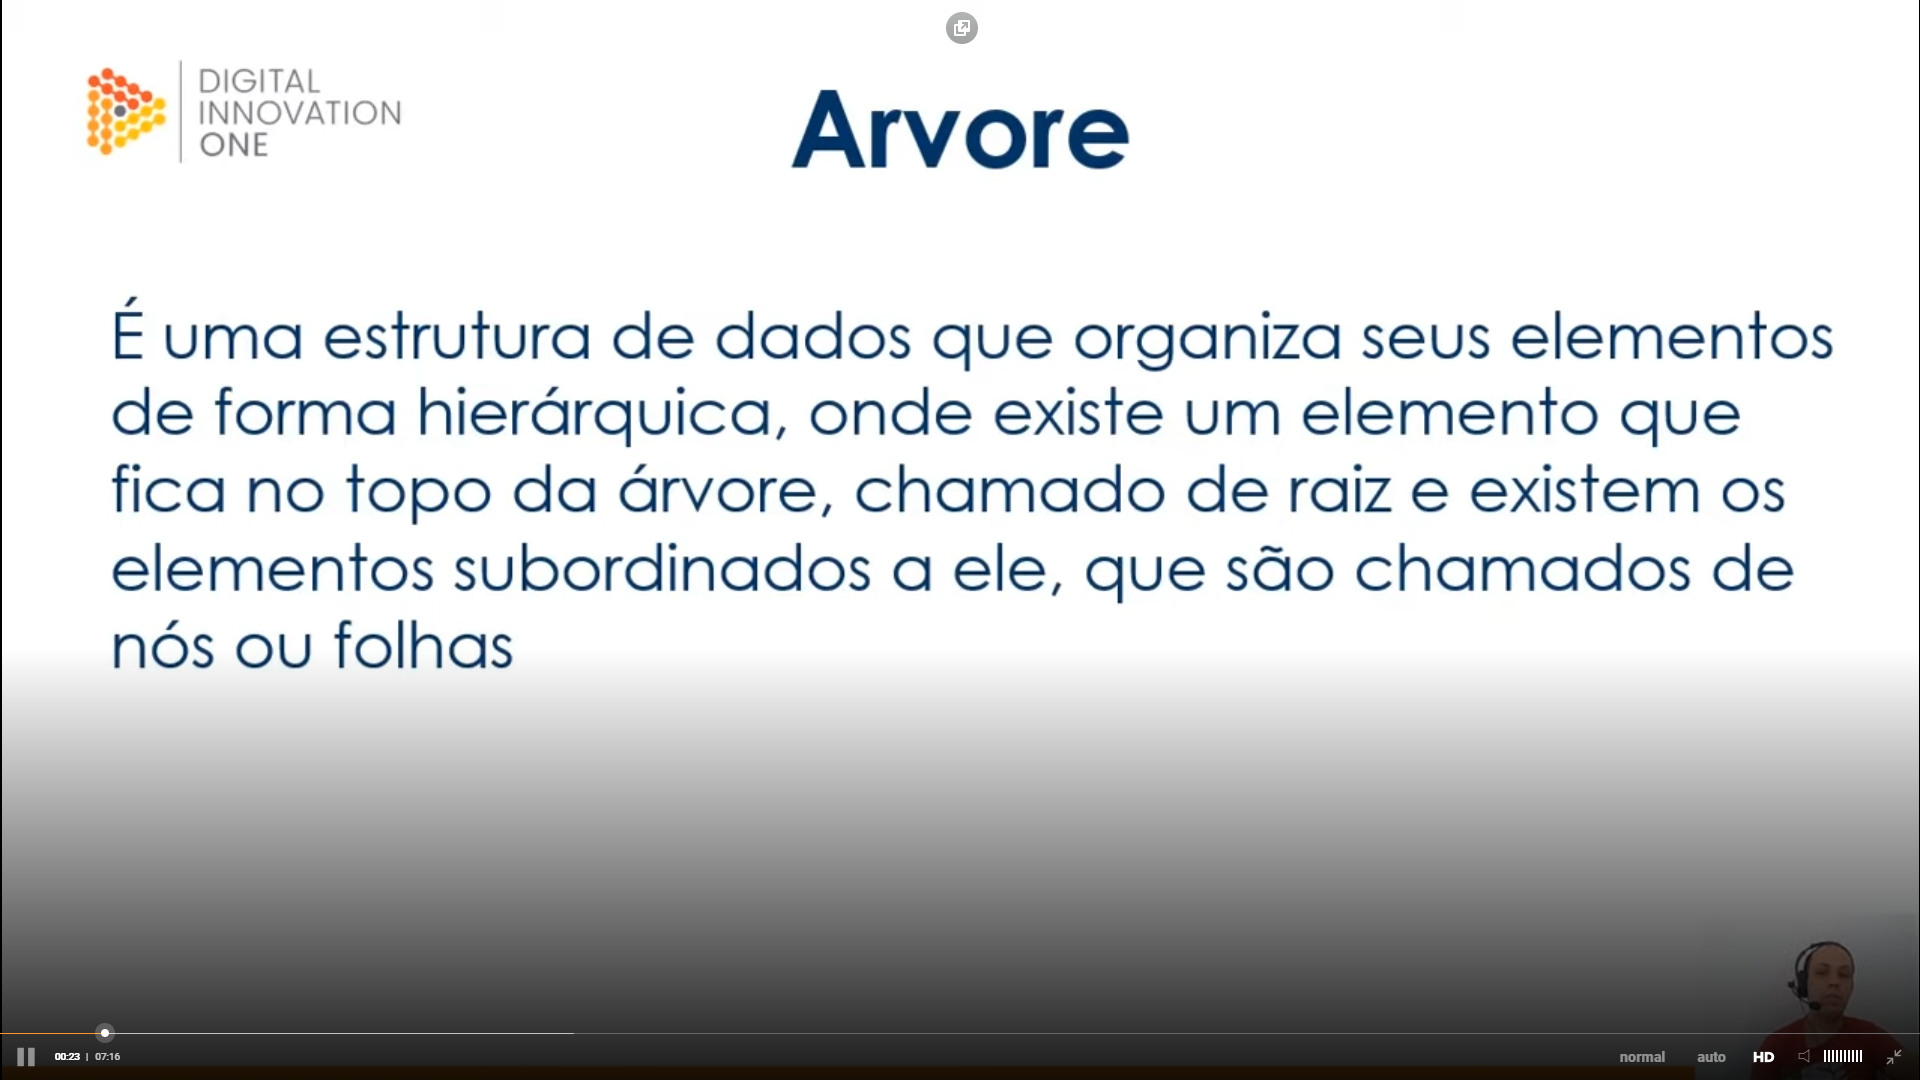 DIGITAL
INNOVATION
ONE
Arvore
É uma estrutura de dados que organiza seus elementos
de forma hierárquica, onde existe um elemento que
fica no topo da árvore, chamado de raiz e existem os
elementos subordinados a ele, que são chamados de
nós ou folhas
00:23 | 07:16
normal auto HD